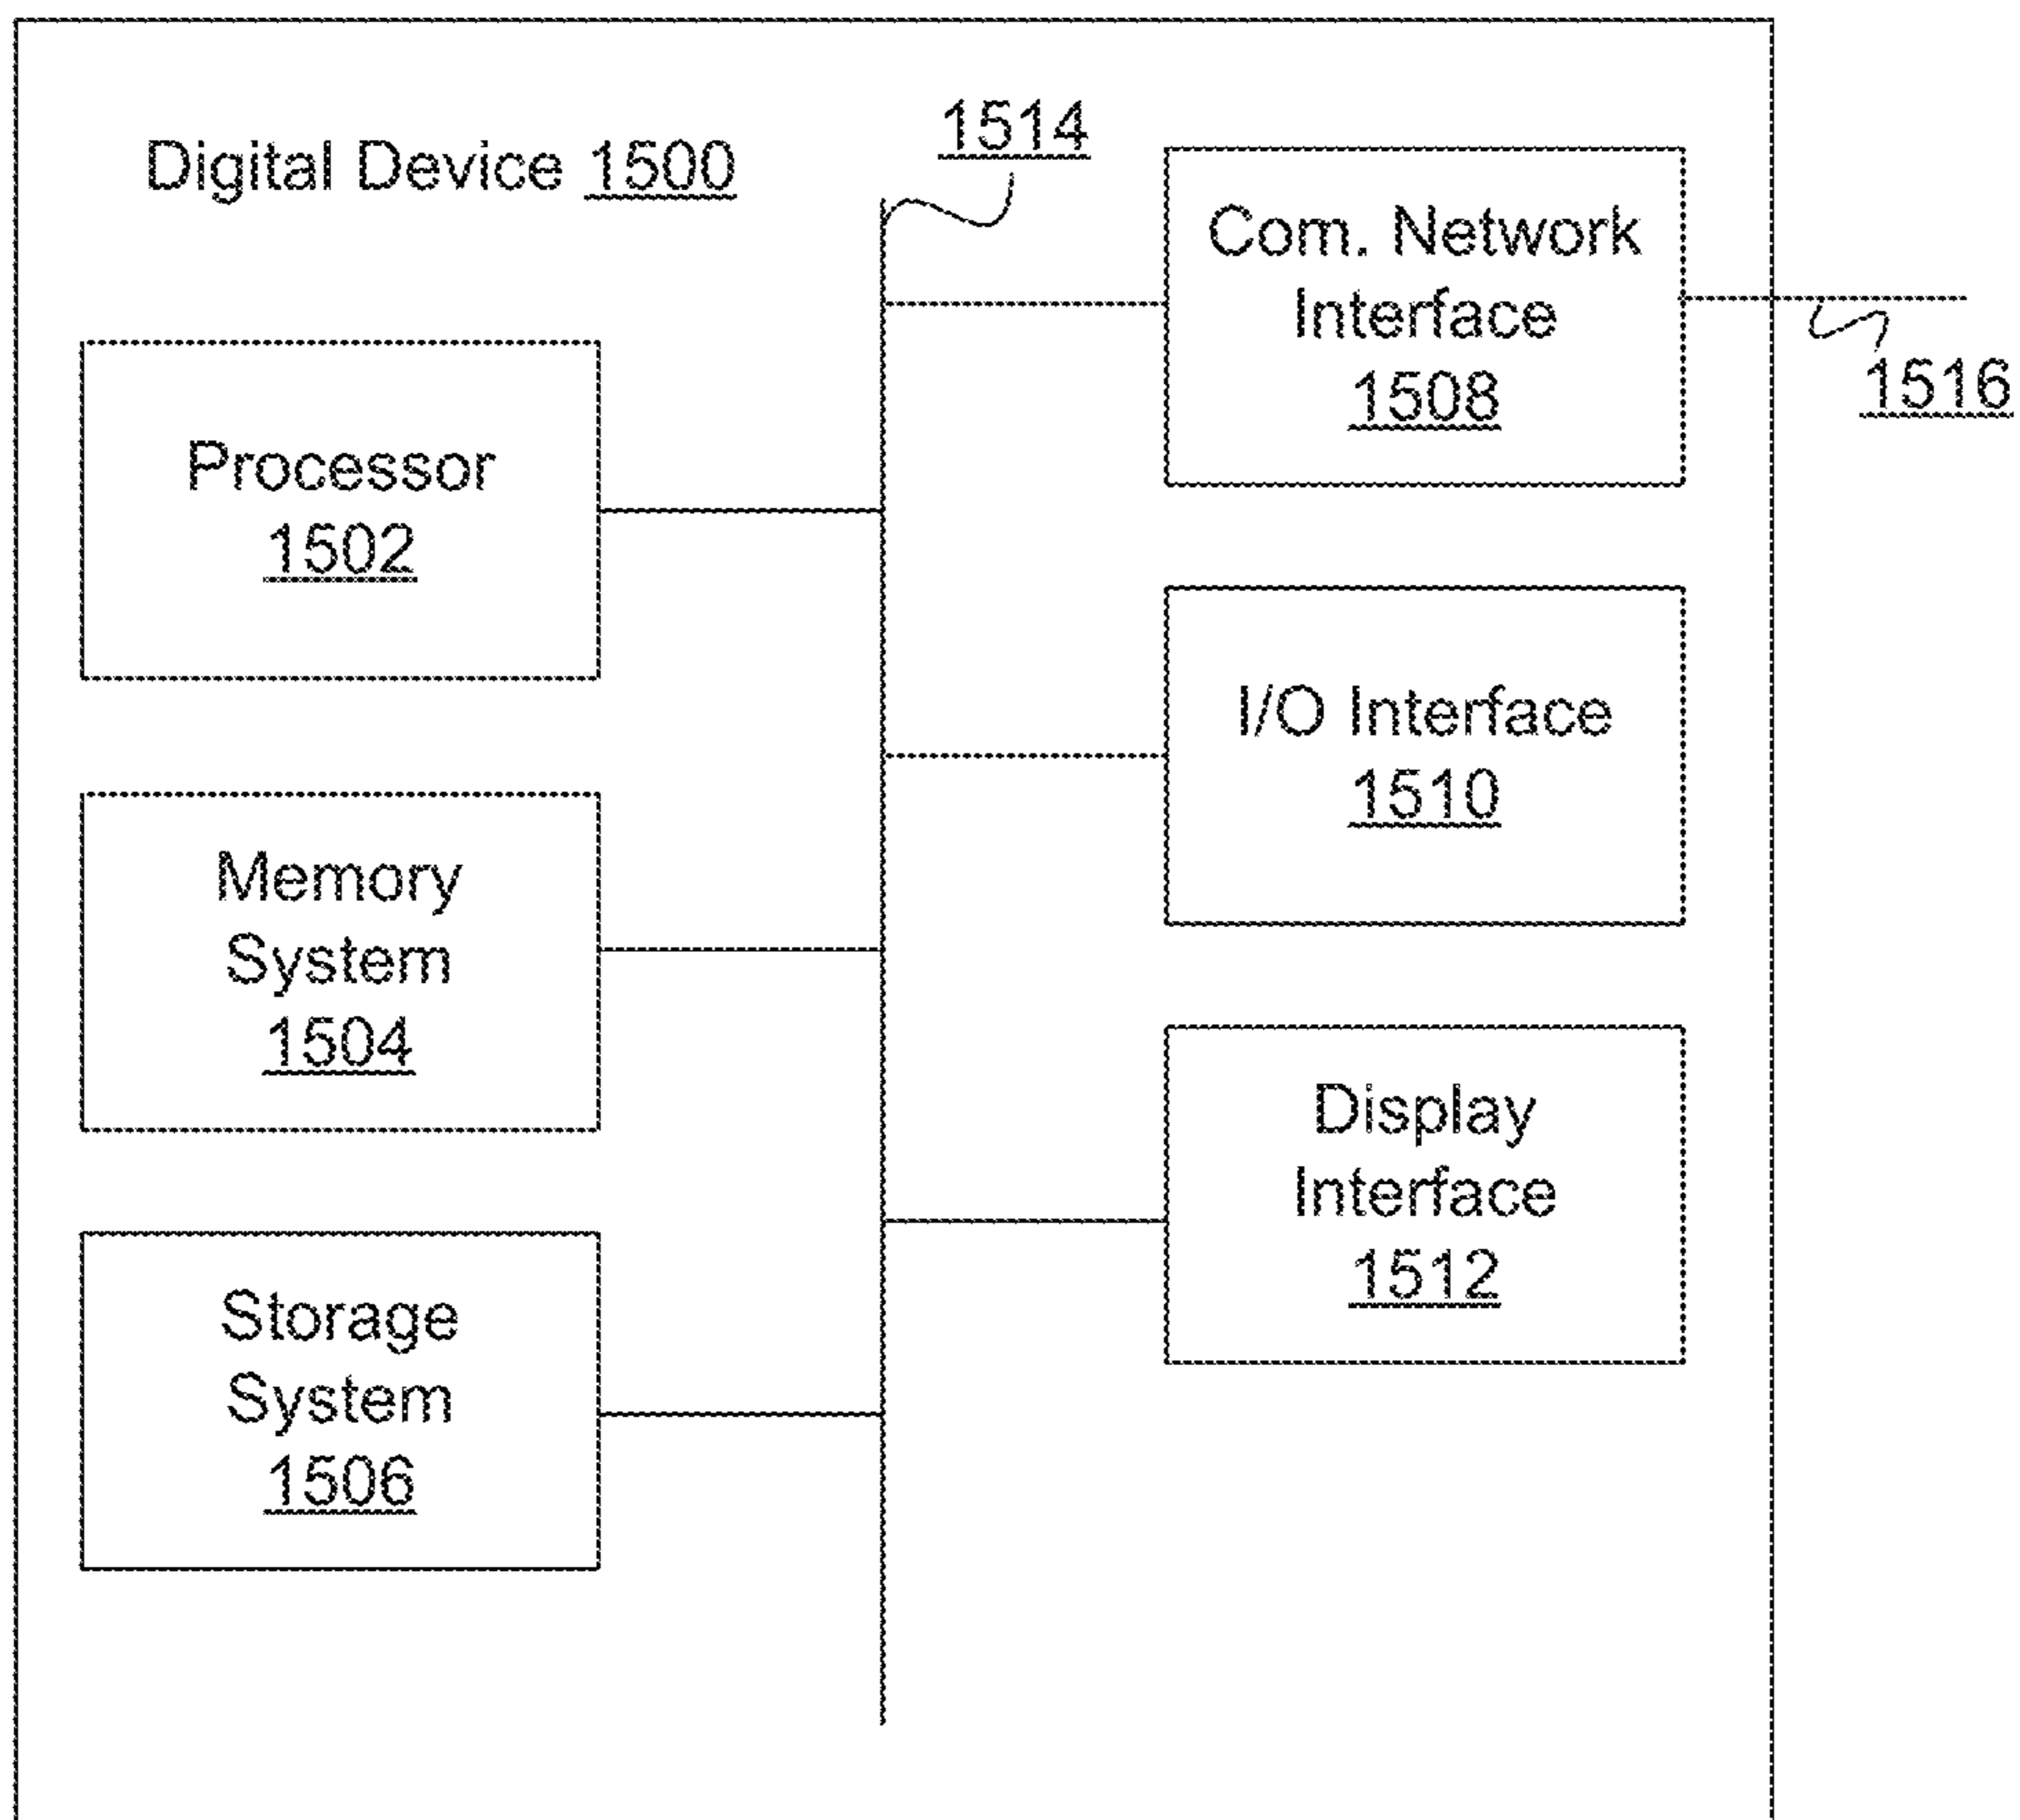 Digital Device 1500
1514
Com. Network
Interface
1508
1516
Processor
1502
I/O Interface
1510
Memory
System
1504
Display
Interface
1512
Storage
System
1506